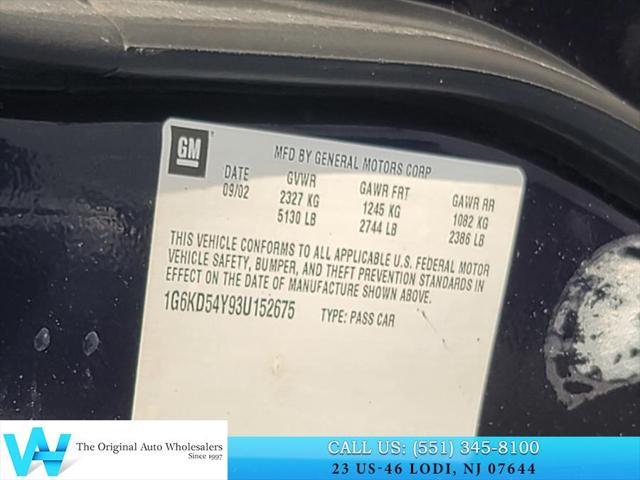 GM
MFD BY GENERAL MOTORS CORP
DATE GVWR GAWR FRT GAWR RR
09/02 2327 KG 1245 KG 1082 KG
5130 LB 2744 LB 2386 LB
THIS VEHICLE CONFORMS TO ALL APPLICABLE U.S. FEDERAL MOTOR
VEHICLE SAFETY, BUMPER, AND THEFT PREVENTION STANDARDS IN
EFFECT ON THE DATE OF MANUFACTURE SHOWN ABOVE.
1G6KD54Y93U152675 TYPE: PASS CAR
The Original Auto Wholesalers
Since 1997
CALL US: (551) 345-8100
23 US-46 LODI, NJ 07644